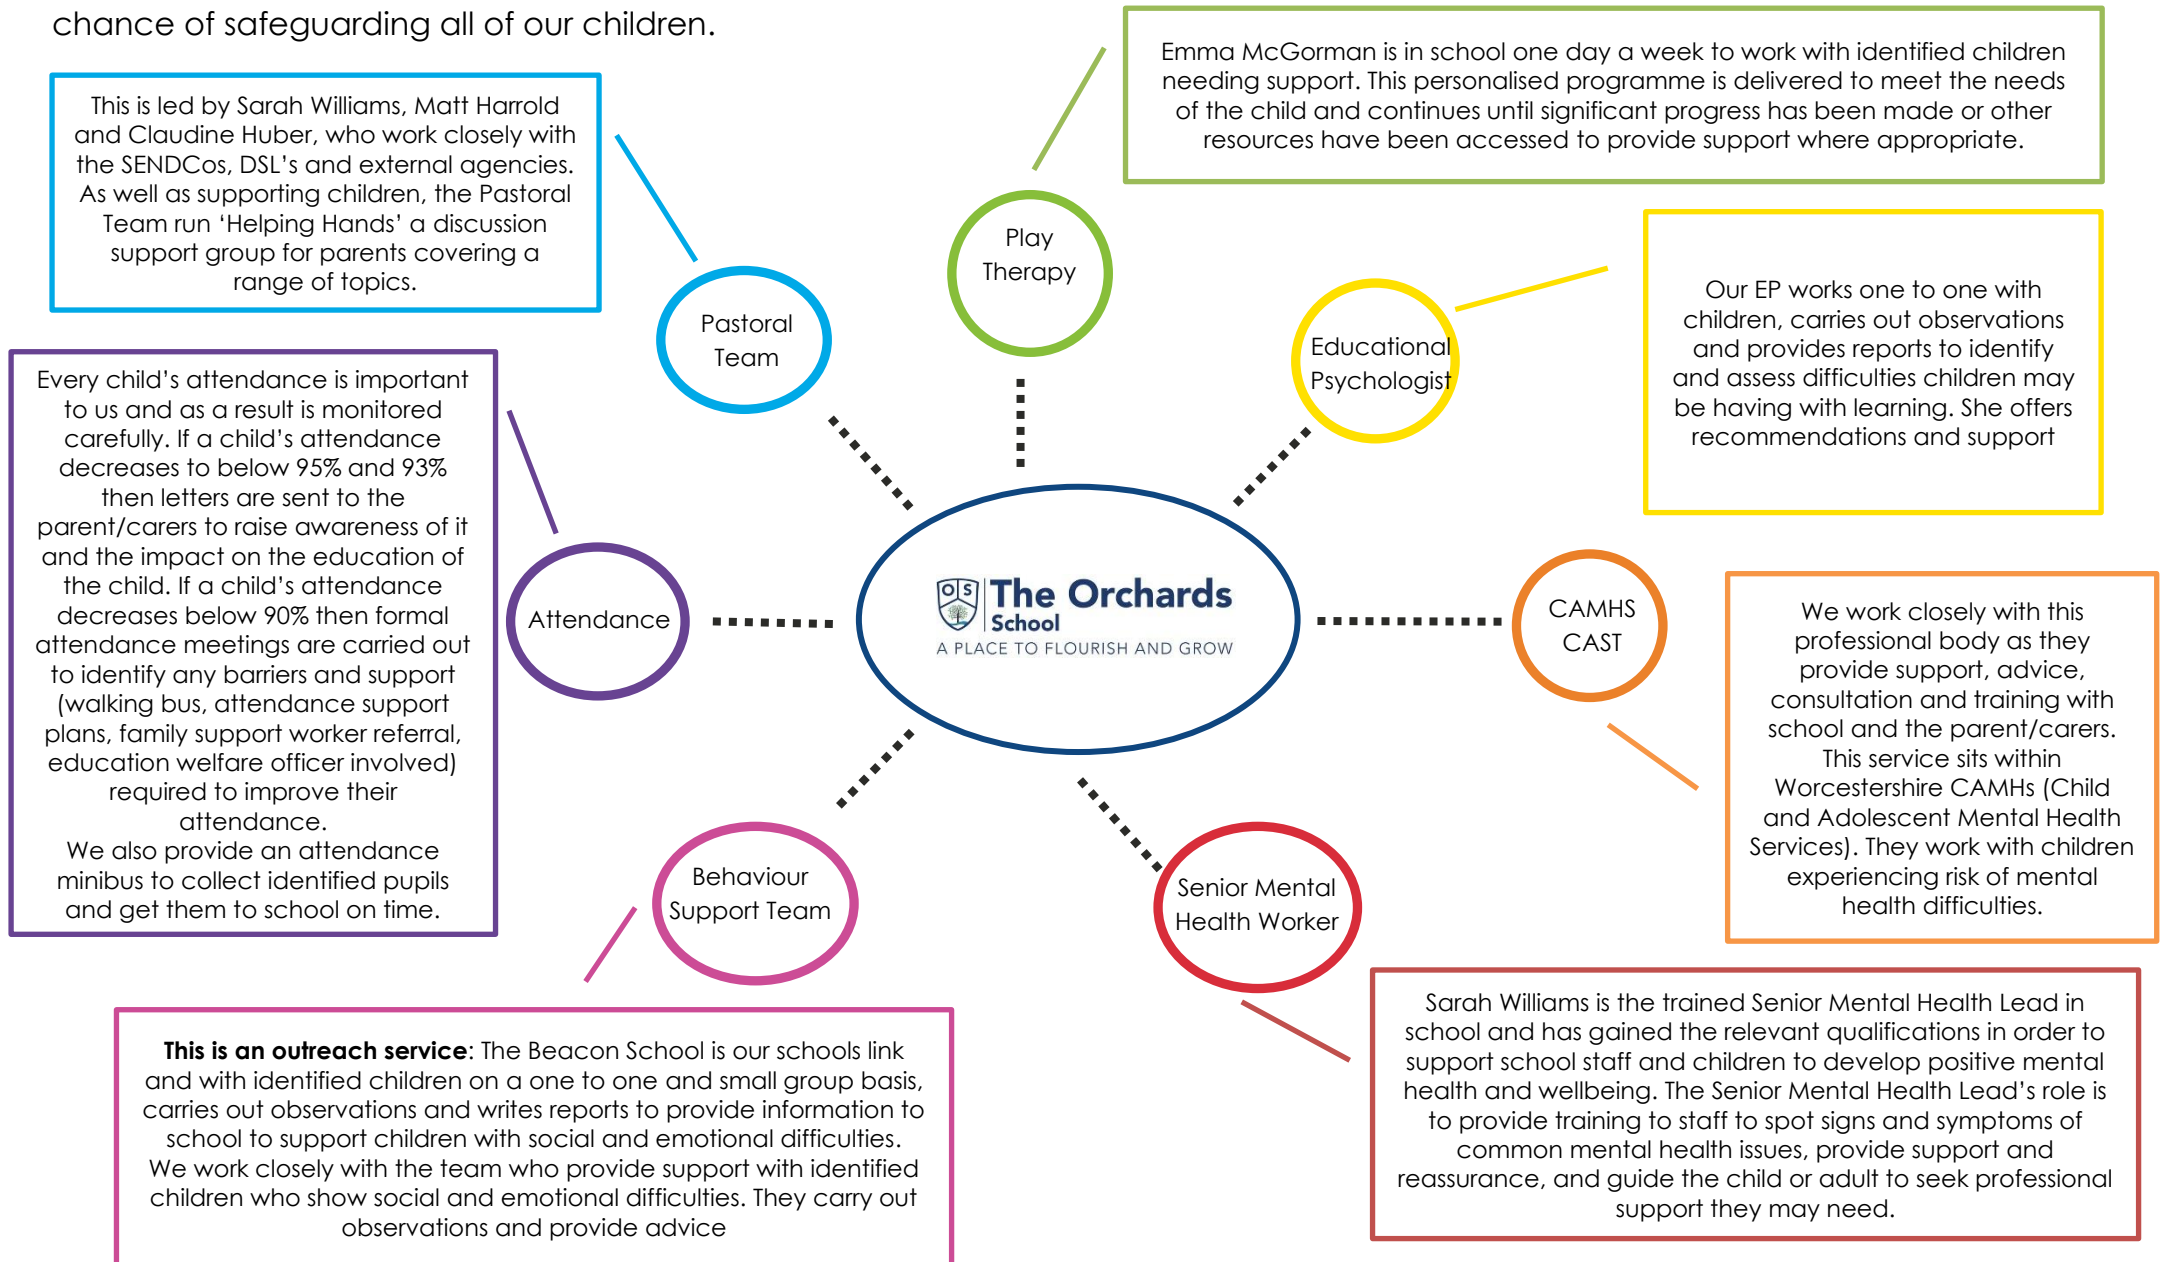 chance of safeguarding all of our children.
This is led by Sarah Williams, Matt Harrold
and Claudine Huber, who work closely with
the SENDCos, DSL's and external agencies.
As well as supporting children, the Pastoral
Team run ‘Helping Hands’ a discussion
support group for parents covering a
range of topics.
Emma McGorman is in school one day a week to work with identified children
needing support. This personalised programme is delivered to meet the needs
of the child and continues until significant progress has been made or other
resources have been accessed to provide support where appropriate.
Pastoral
Team
Play
Therapy
Educational
Psychologist
Our EP works one to one with
children, carries out observations
and provides reports to identify
and assess difficulties children may
be having with learning. She offers
recommendations and support
Every child’s attendance is important
to us and as a result is monitored
carefully. If a child’s attendance
decreases to below 95% and 93%
then letters are sent to the
parent/carers to raise awareness of it
and the impact on the education of
the child. If a child’s attendance
decreases below 90% then formal
attendance meetings are carried out
to identify any barriers and support
(walking bus, attendance support
plans, family support worker referral,
education welfare officer involved)
required to improve their
attendance.
We also provide an attendance
minibus to collect identified pupils
and get them to school on time.
Attendance
O S
The Orchards
School
A PLACE TO FLOURISH AND GROW
CAMHS
CAST
We work closely with this
professional body as they
provide support, advice,
consultation and training with
school and the parent/carers.
This service sits within
Worcestershire CAMHs (Child
and Adolescent Mental Health
Services). They work with children
experiencing risk of mental
health difficulties.
Behaviour
Support Team
Senior Mental
Health Worker
This is an outreach service: The Beacon School is our schools link
and with identified children on a one to one and small group basis,
carries out observations and writes reports to provide information to
school to support children with social and emotional difficulties.
We work closely with the team who provide support with identified
children who show social and emotional difficulties. They carry out
observations and provide advice
Sarah Williams is the trained Senior Mental Health Lead in
school and has gained the relevant qualifications in order to
support school staff and children to develop positive mental
health and wellbeing. The Senior Mental Health Lead’s role is
to provide training to staff to spot signs and symptoms of
common mental health issues, provide support and
reassurance, and guide the child or adult to seek professional
support they may need.